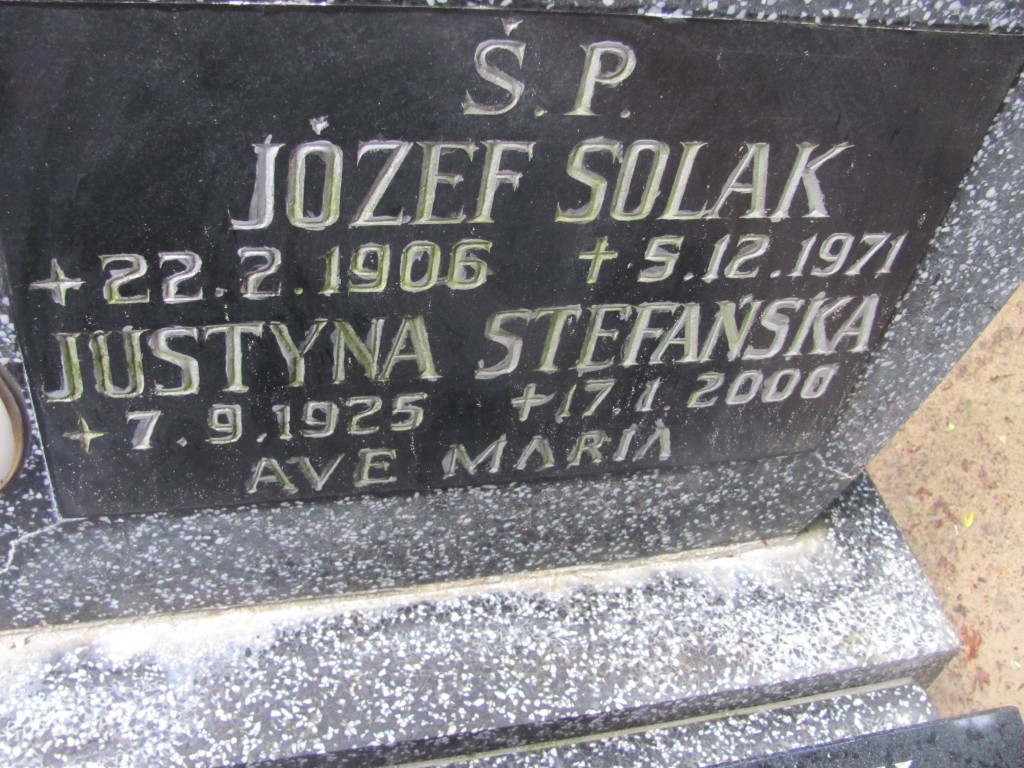 Ś.P.
JÓZEF SOLAK
22.2.1906 † 5.12.1971
JUSTYNA STEFAŃSKA
7.9.1925 † 17.1.2000
AVE MARIA